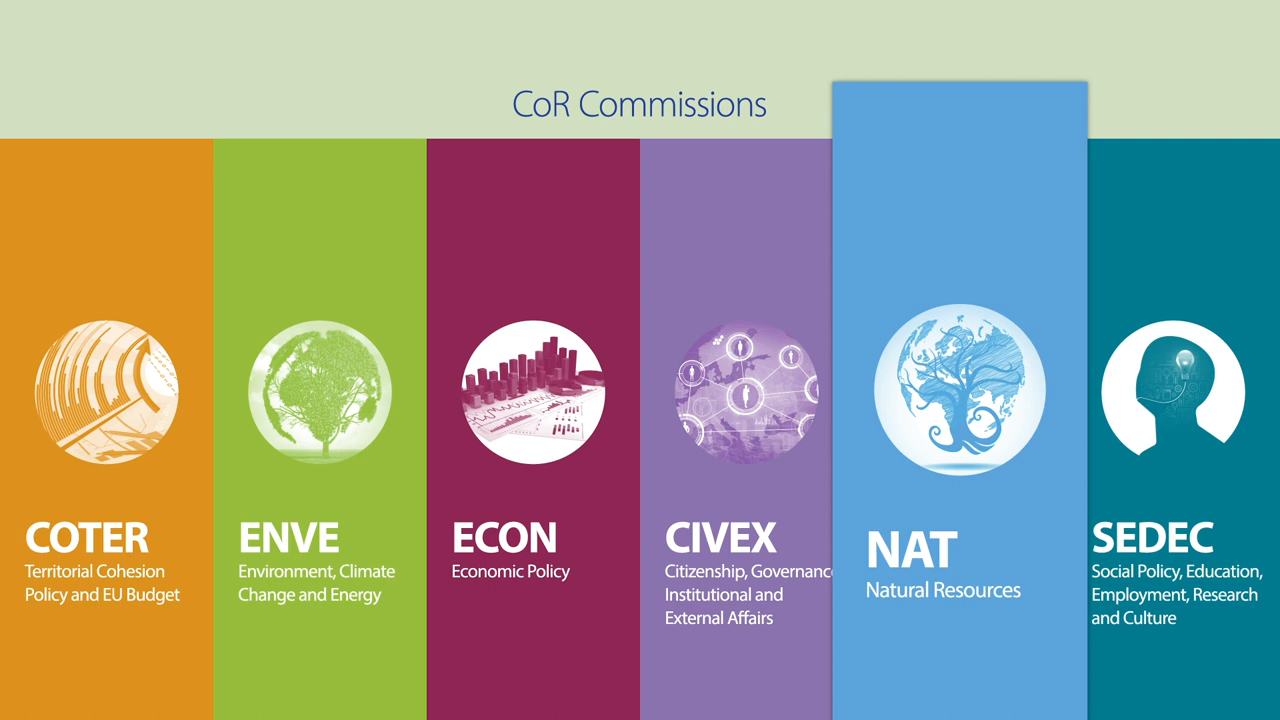 CoR Commissions
COTER
Territorial Cohesion
Policy and EU Budget
ENVE
Environment, Climate
Change and Energy
ECON
Economic Policy
CIVEX
Citizenship, Governanc
Institutional and
External Affairs
NAT
Natural Resources
SEDEC
Social Policy, Education,
Employment, Research
and Culture